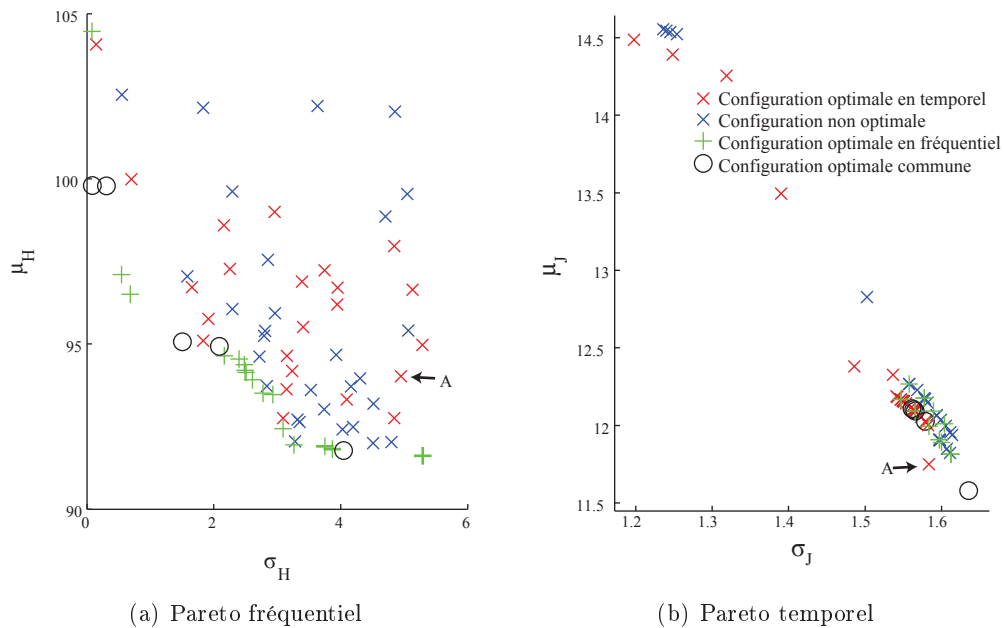 105
100
95
90
0
2
4
6
μH
σH
A
(a) Pareto fréquentiel
14.5
14
13.5
13
12.5
12
11.5
1.2
1.3
1.4
1.5
1.6
μJ
σJ
Configuration optimale en temporel
Configuration non optimale
Configuration optimale en fréquentiel
Configuration optimale commune
A
(b) Pareto temporel